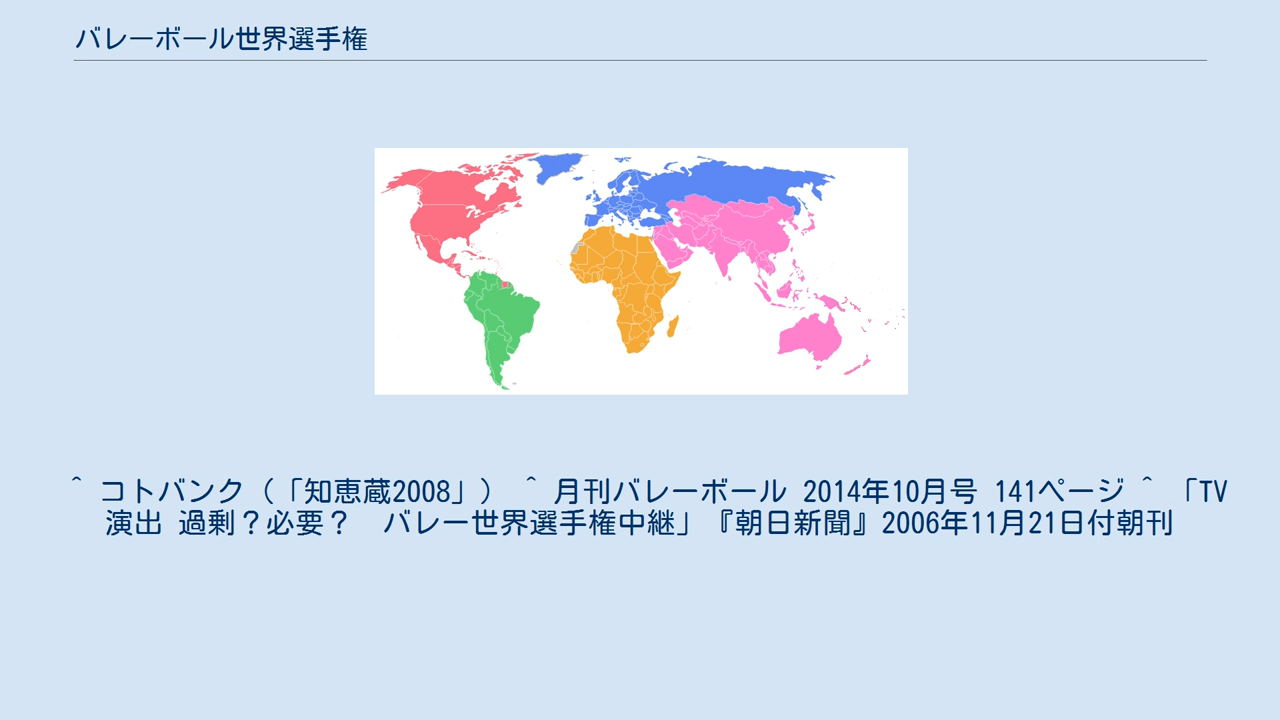 バレーボール世界選手権
^ コトバンク（「知恵蔵2008」） ^ 月刊バレーボール 2014年10月号 141ページ ^ 「TV
演出 過剰？必要？　バレー世界選手権中継」『朝日新聞』2006年11月21日付朝刊